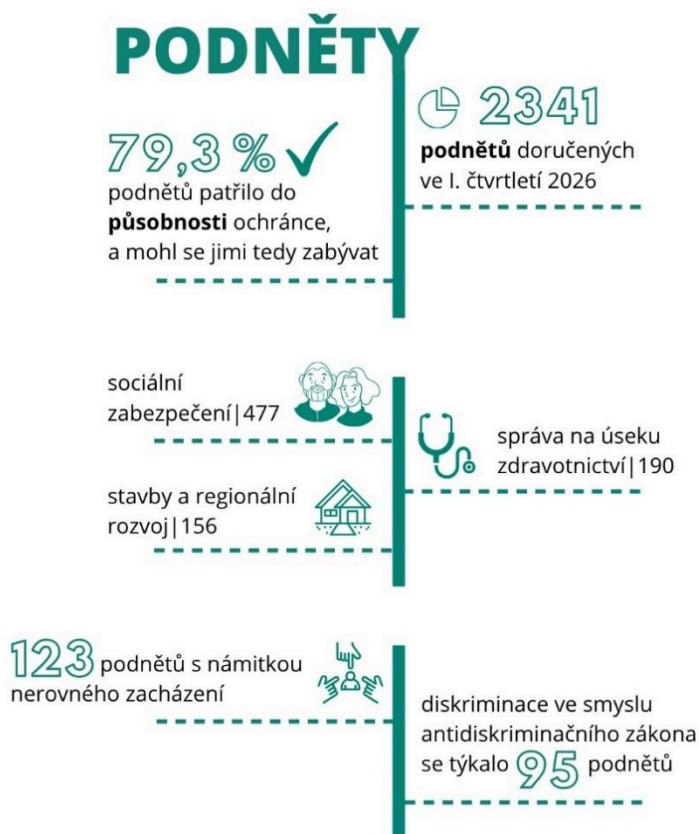 PODNĚTY
79,3 %
podnětů patřilo do
působnosti ochránce,
a mohl se jimi tedy zabývat
2341
podnětů doručených
ve I. čtvrtletí 2026
sociální
zabezpečení|477
správa na úseku
zdravotnictví|190
stavby a regionální
rozvoj|156
123 podnětů s námitkou
nerovného zacházení
diskriminace ve smyslu
antidiskriminačního zákona
se týkalo 95 podnětů